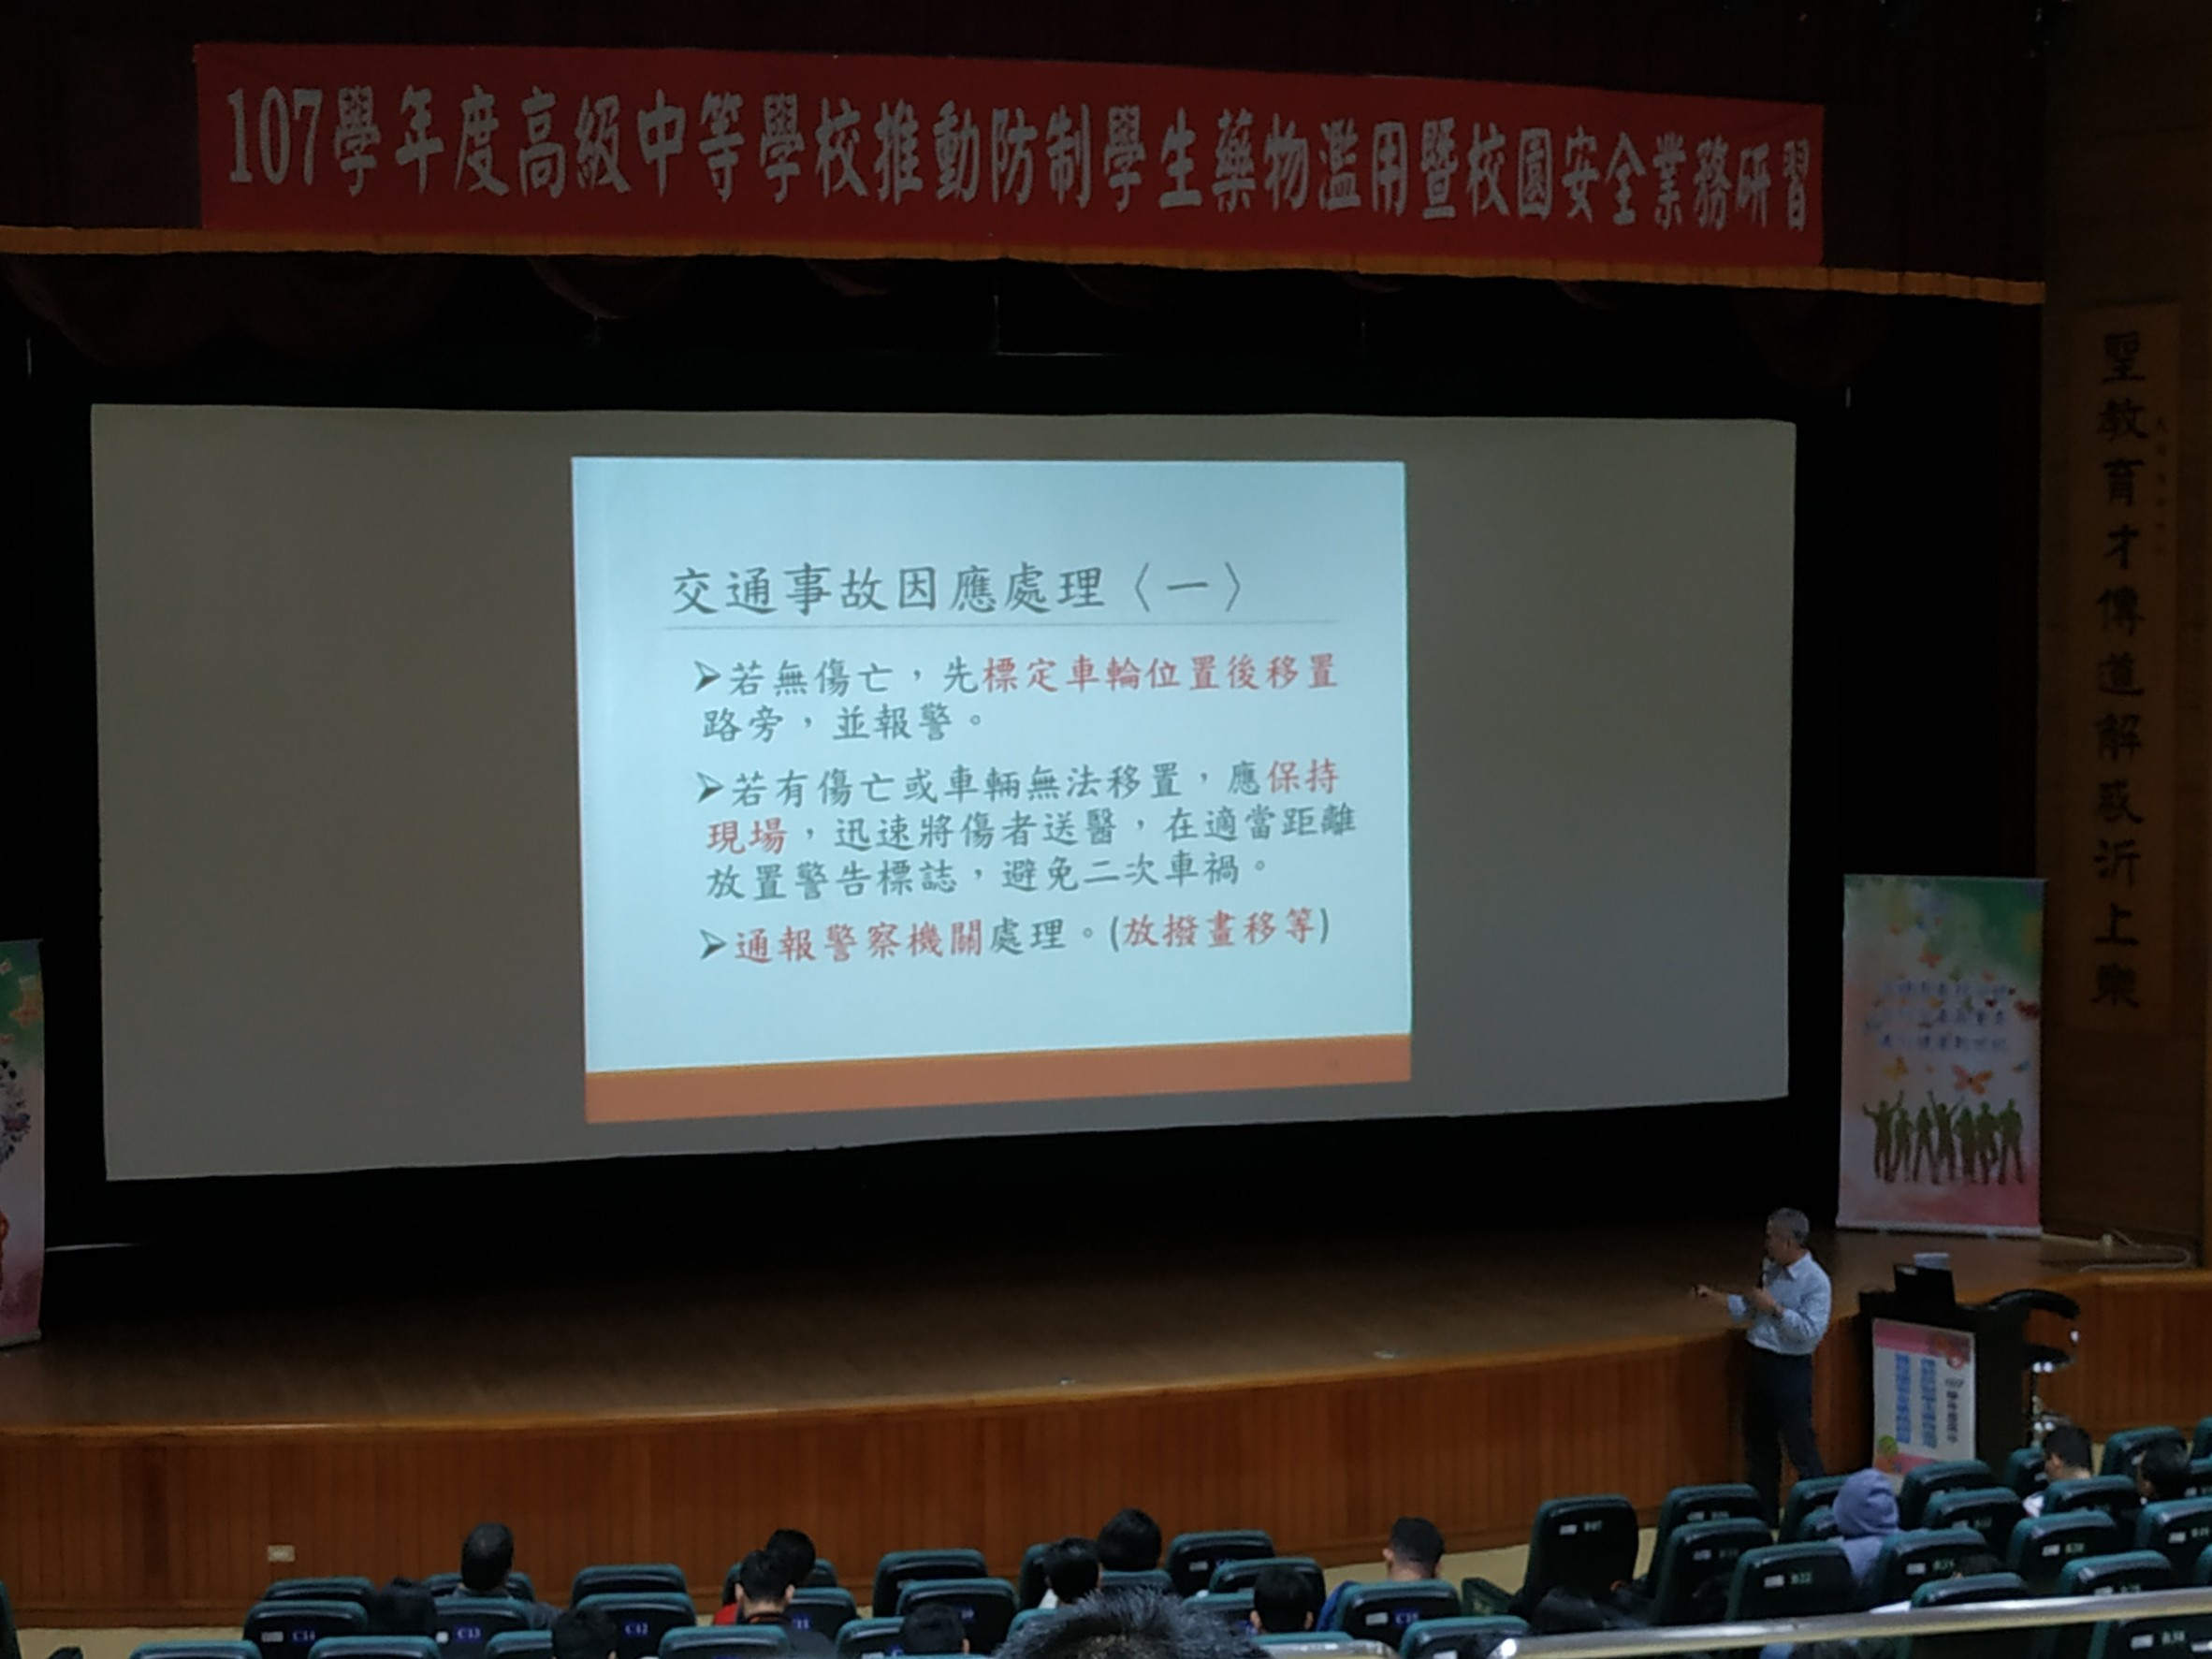 107學年度高級中等學校推動防制學生藥物濫用暨校園安全業務研習
交通事故因應處理〈一〉
➤若無傷亡，先標定車輪位置後移置
路旁，並報警。
➤若有傷亡或車輛無法移置，應保持
現場，迅速將傷者送醫，在適當距離
放置警告標誌，避免二次車禍。
➤通報警察機關處理。(放撥畫移等)
聖教育才傳道解惑沂上樂
C14
C13
C12